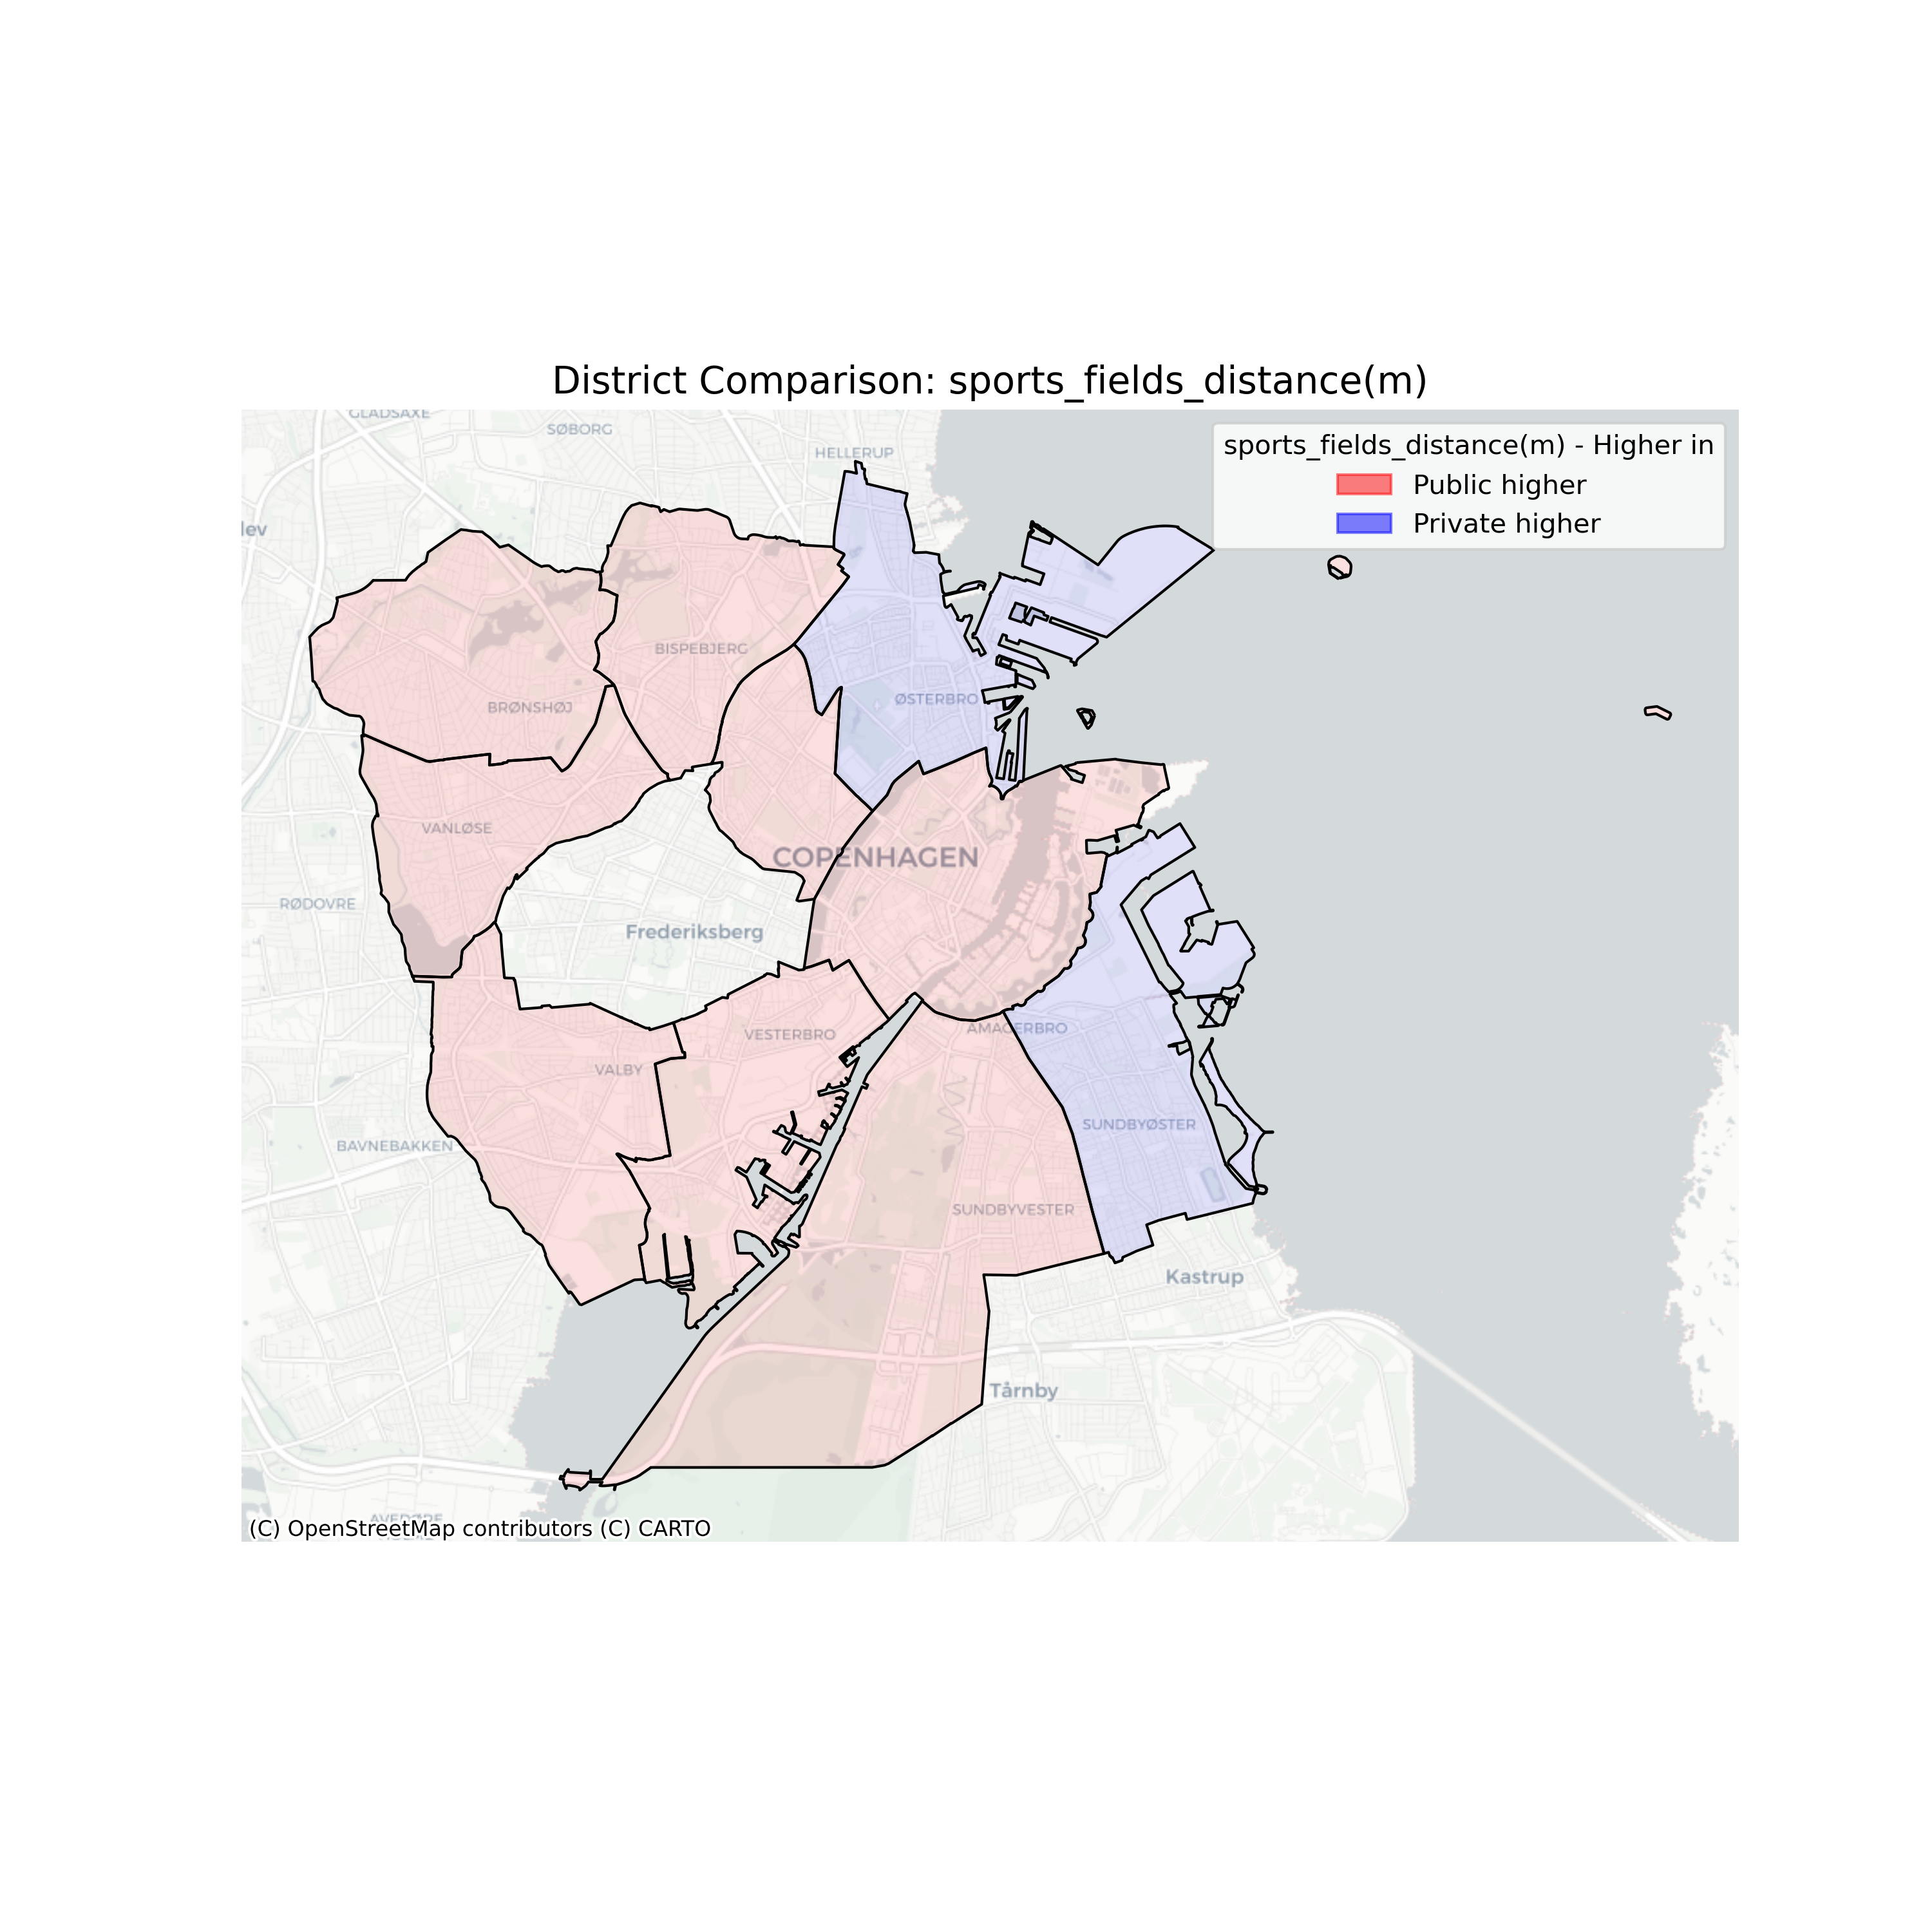 District Comparison: sports_fields_distance(m)
GLADSAXE
SØBORG
HELLERUP
sports_fields_distance(m) - Higher in
Public higher
Private higher
lev
BISPEBJERG
ØSTERBRO
BRØNSHØJ
VANLØSE
COPENHAGEN
RØDOVRE
Frederiksberg
AMAGERBRO
VESTERBRO
VALBY
SUNDBYØSTER
BAVNEBAKKEN
SUNDBYVESTER
Kastrup
Tårnby
AVEDØRE
(C) OpenStreetMap contributors (C) CARTO